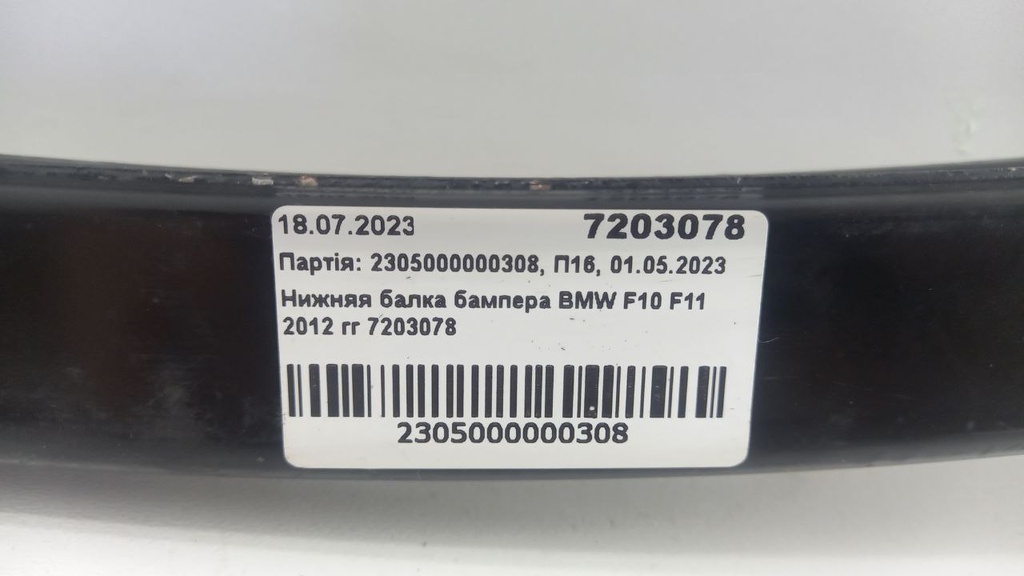 18.07.2023 7203078
Партія: 2305000000308, П16, 01.05.2023
Нижняя балка бампера BMW F10 F11
2012 гг 7203078
2305000000308